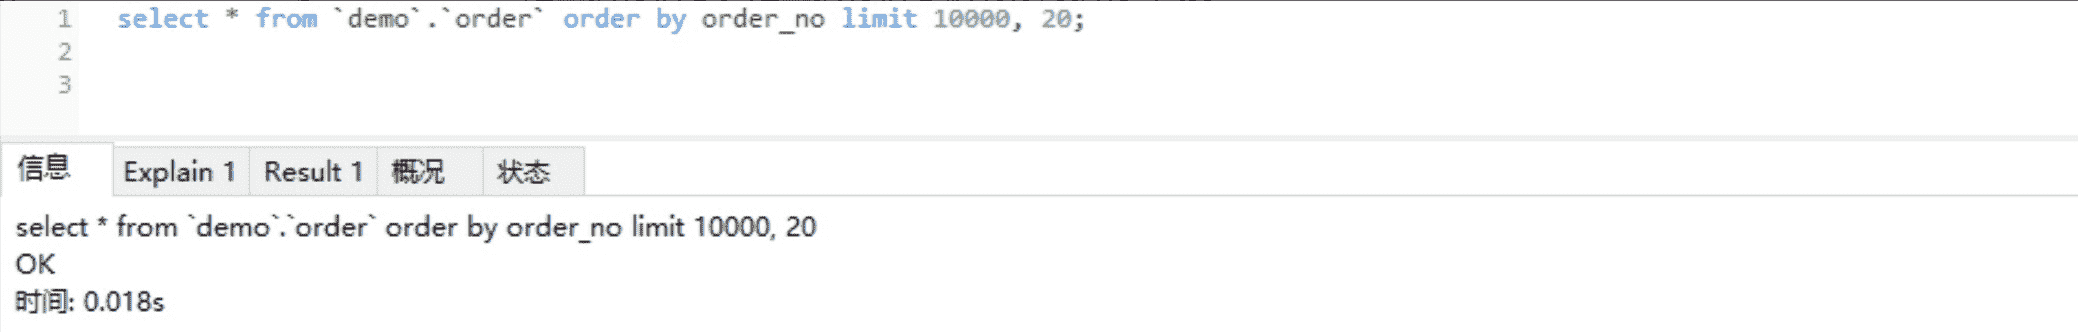 1 select * from `demo`.`order` order by order_no limit 10000, 20;
2
3
信息 Explain 1 Result 1 概况 状态
select * from `demo`.`order` order by order_no limit 10000, 20
OK
时间: 0.018s